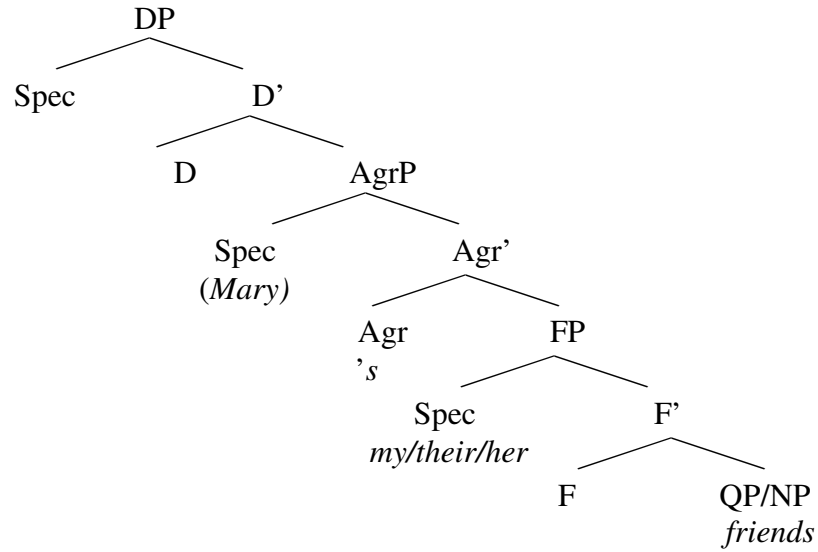 DP
Spec D’
D AgrP
Spec Agr’
(Mary)
Agr FP
’s
Spec F’
my/their/her
F QP/NP
friends